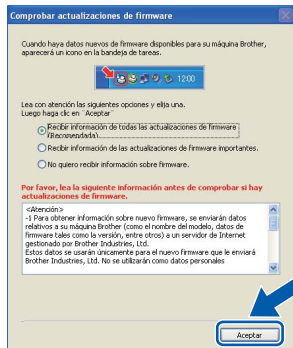 Comprobar actualizaciones de firmware
Cuando haya datos nuevos de firmware disponibles para su máquina Brother,
aparecerá un icono en la bandeja de tareas.
1200
Lea con atención las siguientes opciones y elija una.
Luego haga clic en ¨Aceptar¨
Recibir información de todas las actualizaciones de firmware
(Recomendada)
Recibir información de las actualizaciones de firmware importantes.
No quiero recibir información sobre firmware.
Por favor, lea la siguiente información antes de comprobar si hay
actualizaciones de firmware.
<Atención>
-1 Para obtener información sobre nuevo firmware, se enviarán datos
relativos a su máquina Brother (como el nombre del modelo, datos de
firmware tales como la versión, entre otros) a un servidor de Internet
gestionado por Brother Industries, Ltd.
Estos datos se usarán únicamente para el nuevo firmware que le enviará
Brother Industries, Ltd. No se utilizarán como datos personales
Aceptar